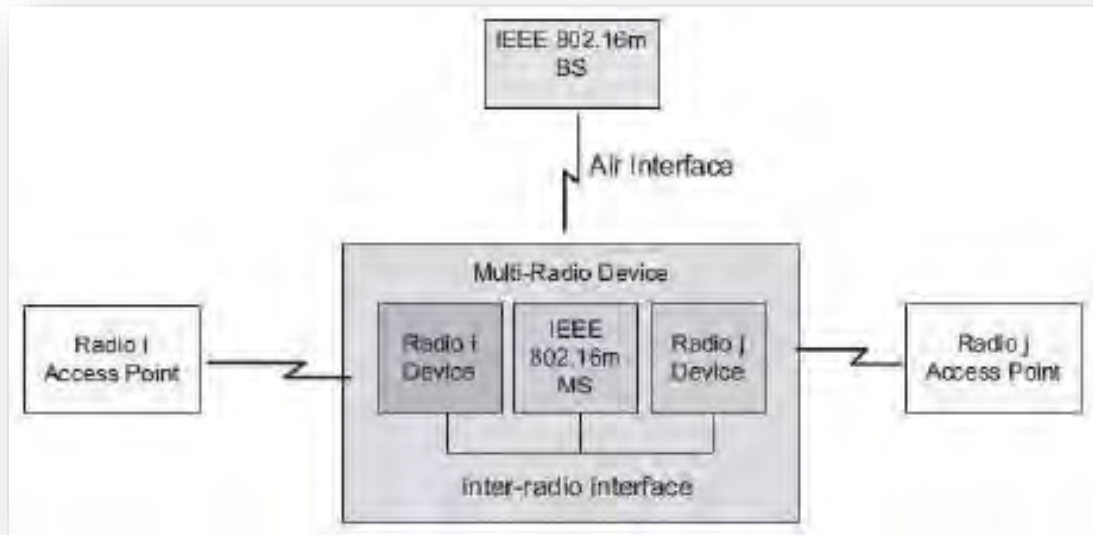 IEEE 802.16m
BS
Air Interface
Multi-Radio Device
Radio i
Access Point
Radio i
Device
IEEE
802.16m
MS
Radio j
Device
Radio j
Access Point
Inter-radio Interface